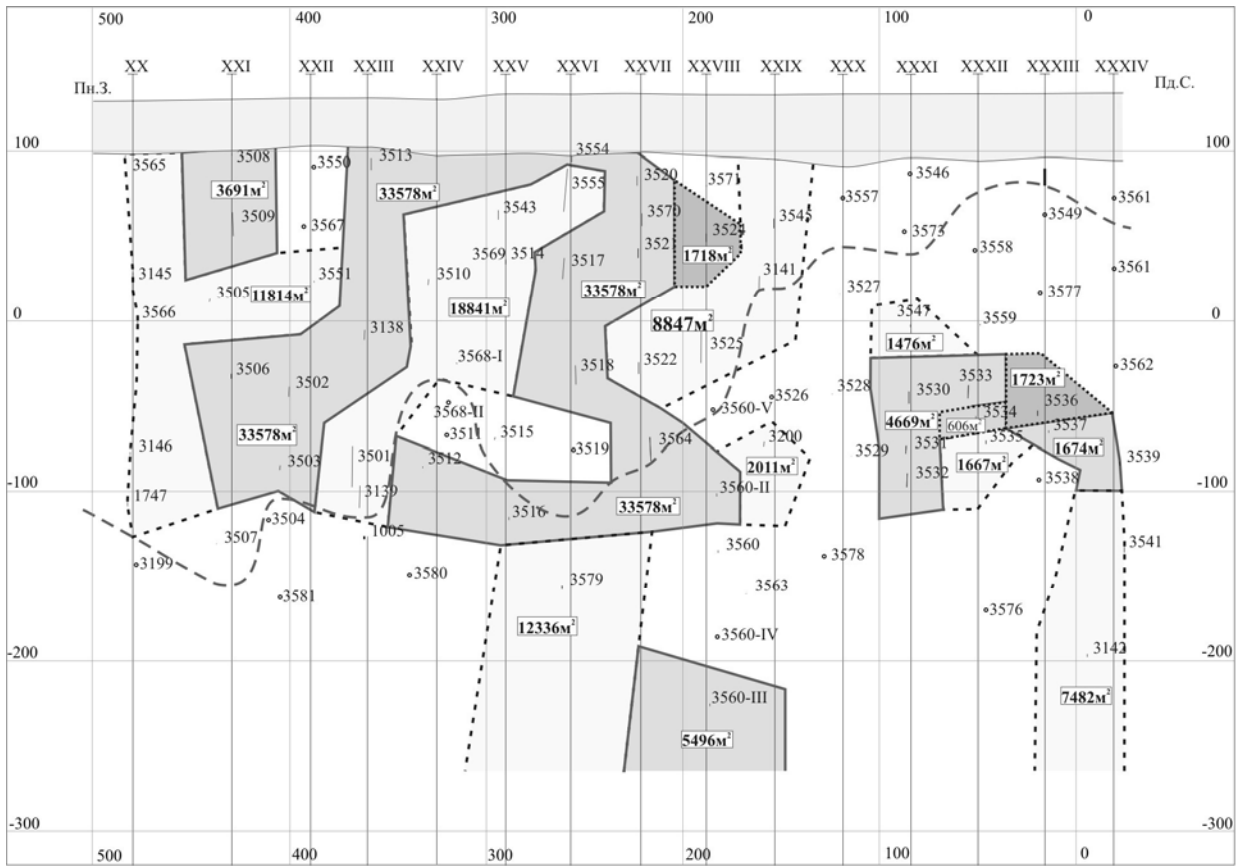 500 400 300 200 100 0
XX XXI XXII XXIII XXIV XXV XXVI XXVII XXVIII XXIX XXX XXXI XXXII XXXIII XXXIV
Пн.З. Пд.С.
100 100
3565 3508 3550 3513 3554
3691м² 33578м² 3555 3520 3571 3557 3546 3561
3509 3567 3543 3570 3524 3545 3573 3549
3569 3514 352 1718м² 3558
3145 3551 3510 3517 3141 3561
3505 11814м² 33578м² 3527 3577
3566 18841м² 8847м² 3547 3559
0 0
3138 3525 1476м²
3568-I 3518 3522 3562
3506 3502 3526 3528 3530 3533 1723м²
3568-II 3560-V 4669м² 3534 3536
33578м² 3511 3515 3564 3200 606м² 3535 3537
3146 3501 3519 3529 3531 1674м²
3503 3512 2011м² 3532 1667м² 3539
1747 3139 3560-II 3538
-100 -100
3504 3516 33578м²
3507 1005 3560 3578 3541
3199 3580 3579 3563
3581 3576
12336м² 3560-IV
3142
-200 -200
3560-III 7482м²
5496м²
-300 -300
500 400 300 200 100 0